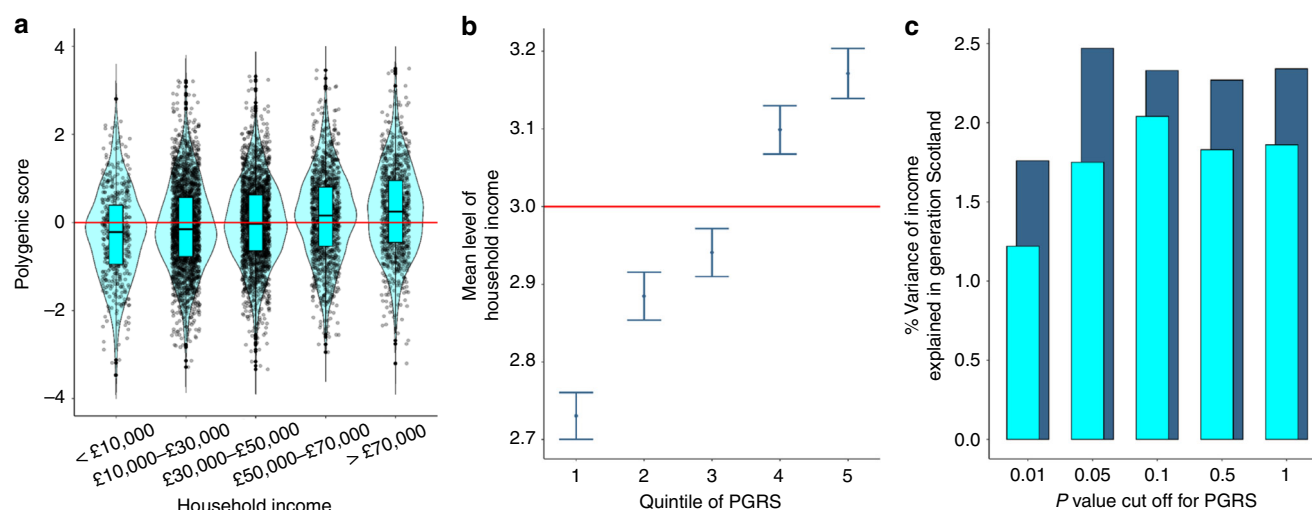 a
Polygenic score
4
2
0
−2
−4
< £10,000
£10,000–£30,000
£30,000–£50,000
£50,000–£70,000
> £70,000
Household income
b
Mean level of
household income
3.2
3.1
3.0
2.9
2.8
2.7
1 2 3 4 5
Quintile of PGRS
c
% Variance of income
explained in generation Scotland
2.5
2.0
1.5
1.0
0.5
0.0
0.01 0.05 0.1 0.5 1
P value cut off for PGRS